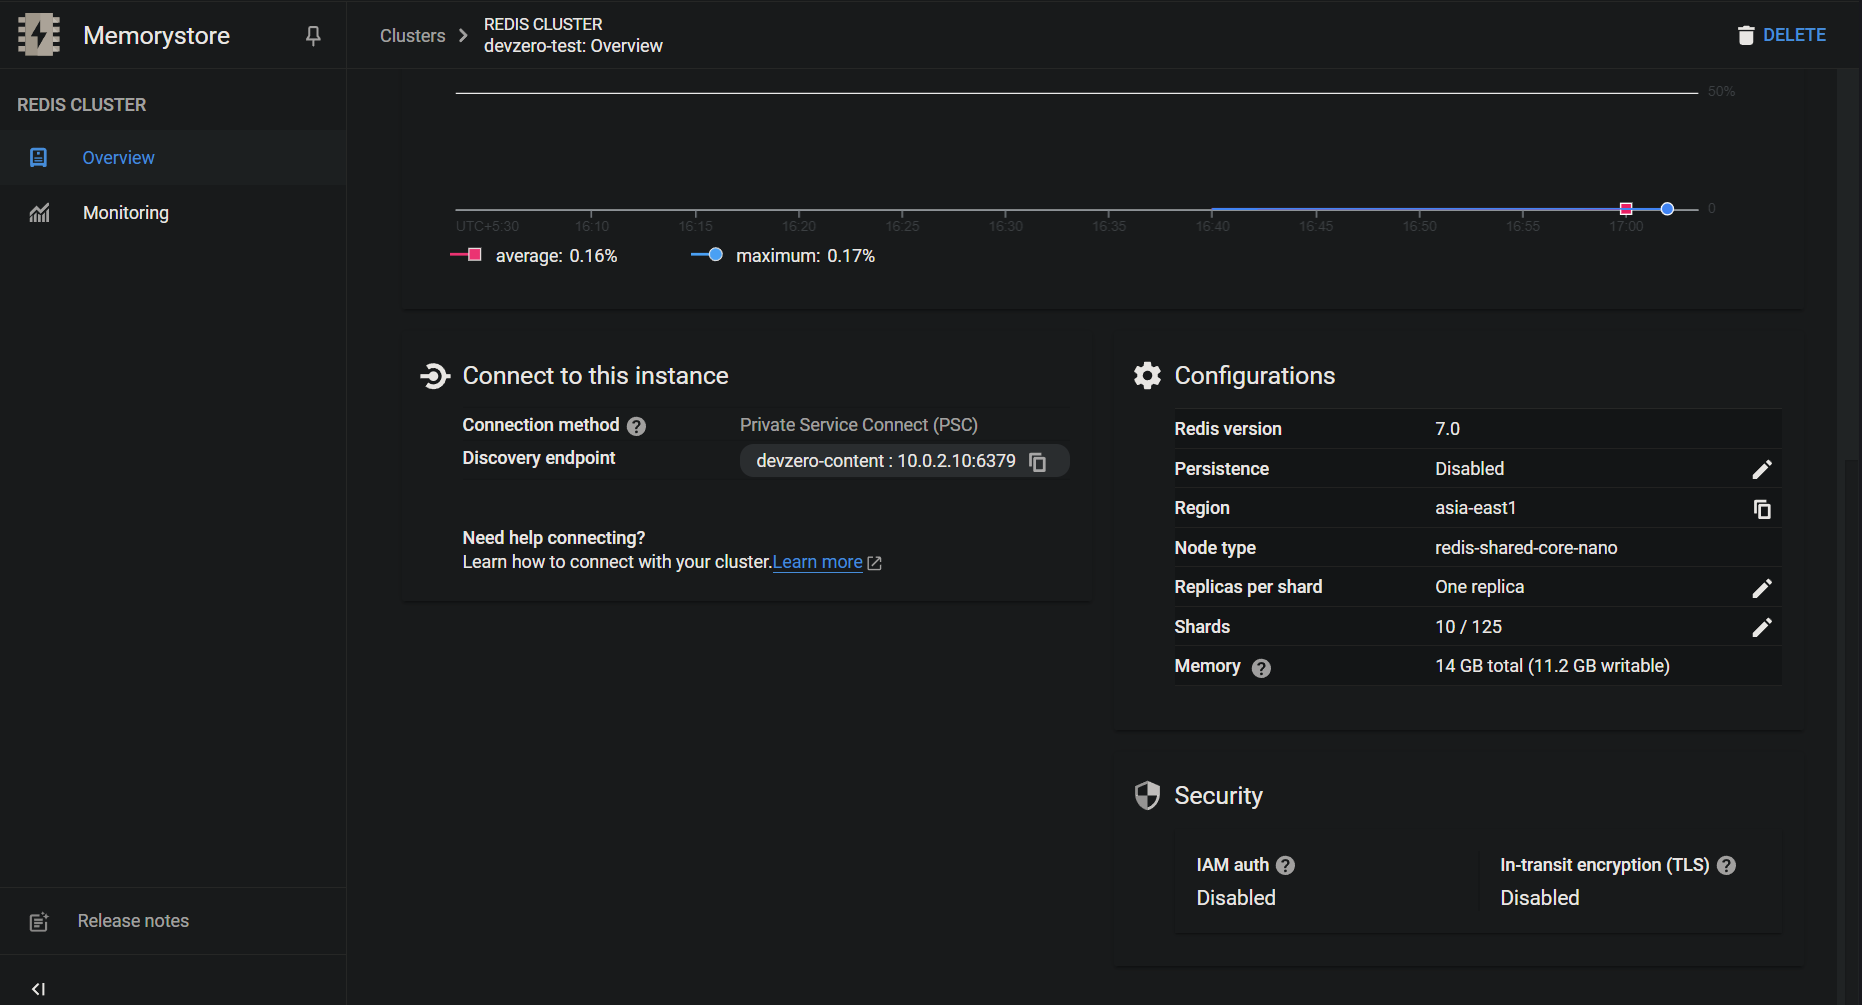 Memorystore
Clusters
REDIS CLUSTER
devzero-test: Overview
DELETE
REDIS CLUSTER
Overview
Monitoring
50%
0
UTC+5:30 16:10 16:15 16:20 16:25 16:30 16:35 16:40 16:45 16:50 16:55 17:00
average: 0.16% maximum: 0.17%
Connect to this instance
Connection method Private Service Connect (PSC)
Discovery endpoint devzero-content : 10.0.2.10:6379
Need help connecting?
Learn how to connect with your cluster.Learn more
Configurations
Redis version 7.0
Persistence Disabled
Region asia-east1
Node type redis-shared-core-nano
Replicas per shard One replica
Shards 10 / 125
Memory 14 GB total (11.2 GB writable)
Security
IAM auth In-transit encryption (TLS)
Disabled Disabled
Release notes